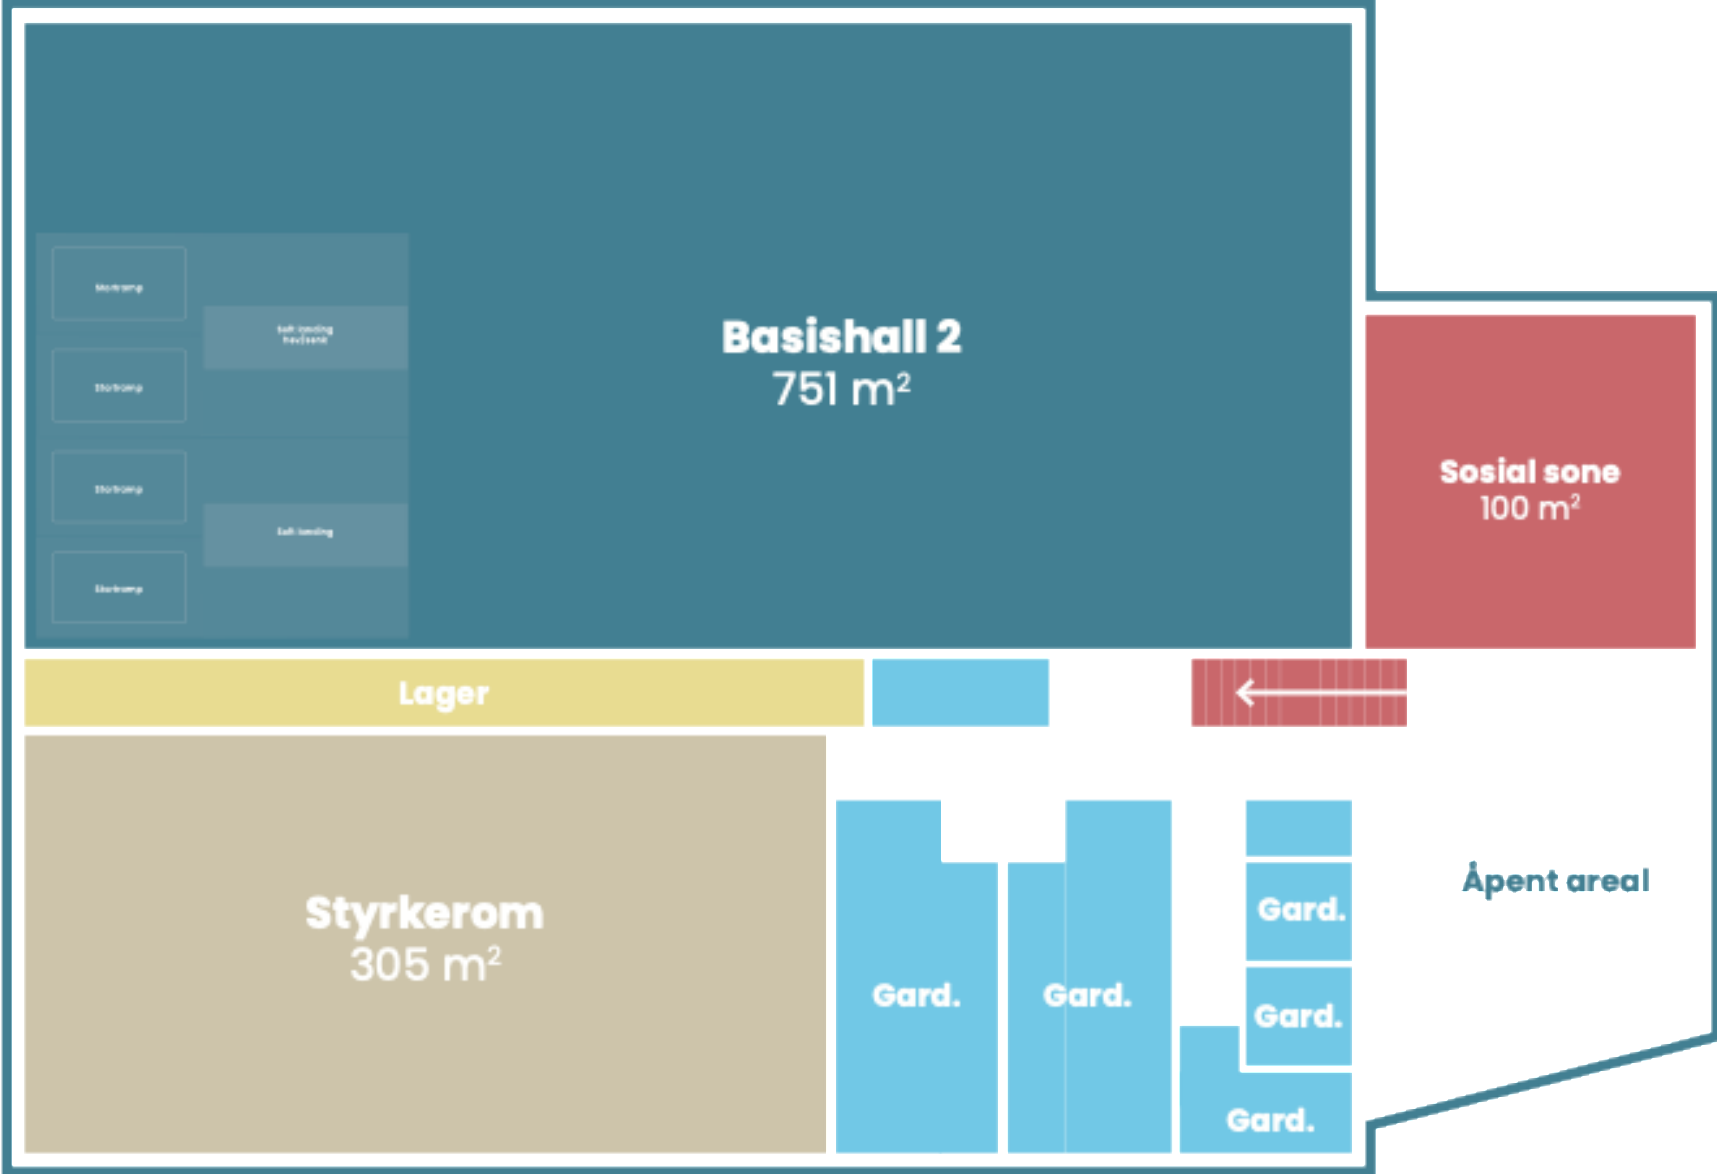 Basishall 2
751 m²
Sosial sone
100 m²
Lager
Styrkerom
305 m²
Gard.
Gard.
Gard.
Gard.
Gard.
Åpent areal